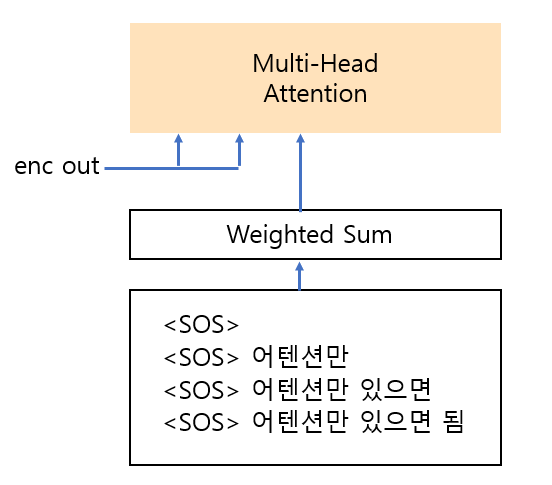 Multi-Head
Attention
enc out
Weighted Sum
<SOS>
<SOS> 어텐션만
<SOS> 어텐션만 있으면
<SOS> 어텐션만 있으면 됨